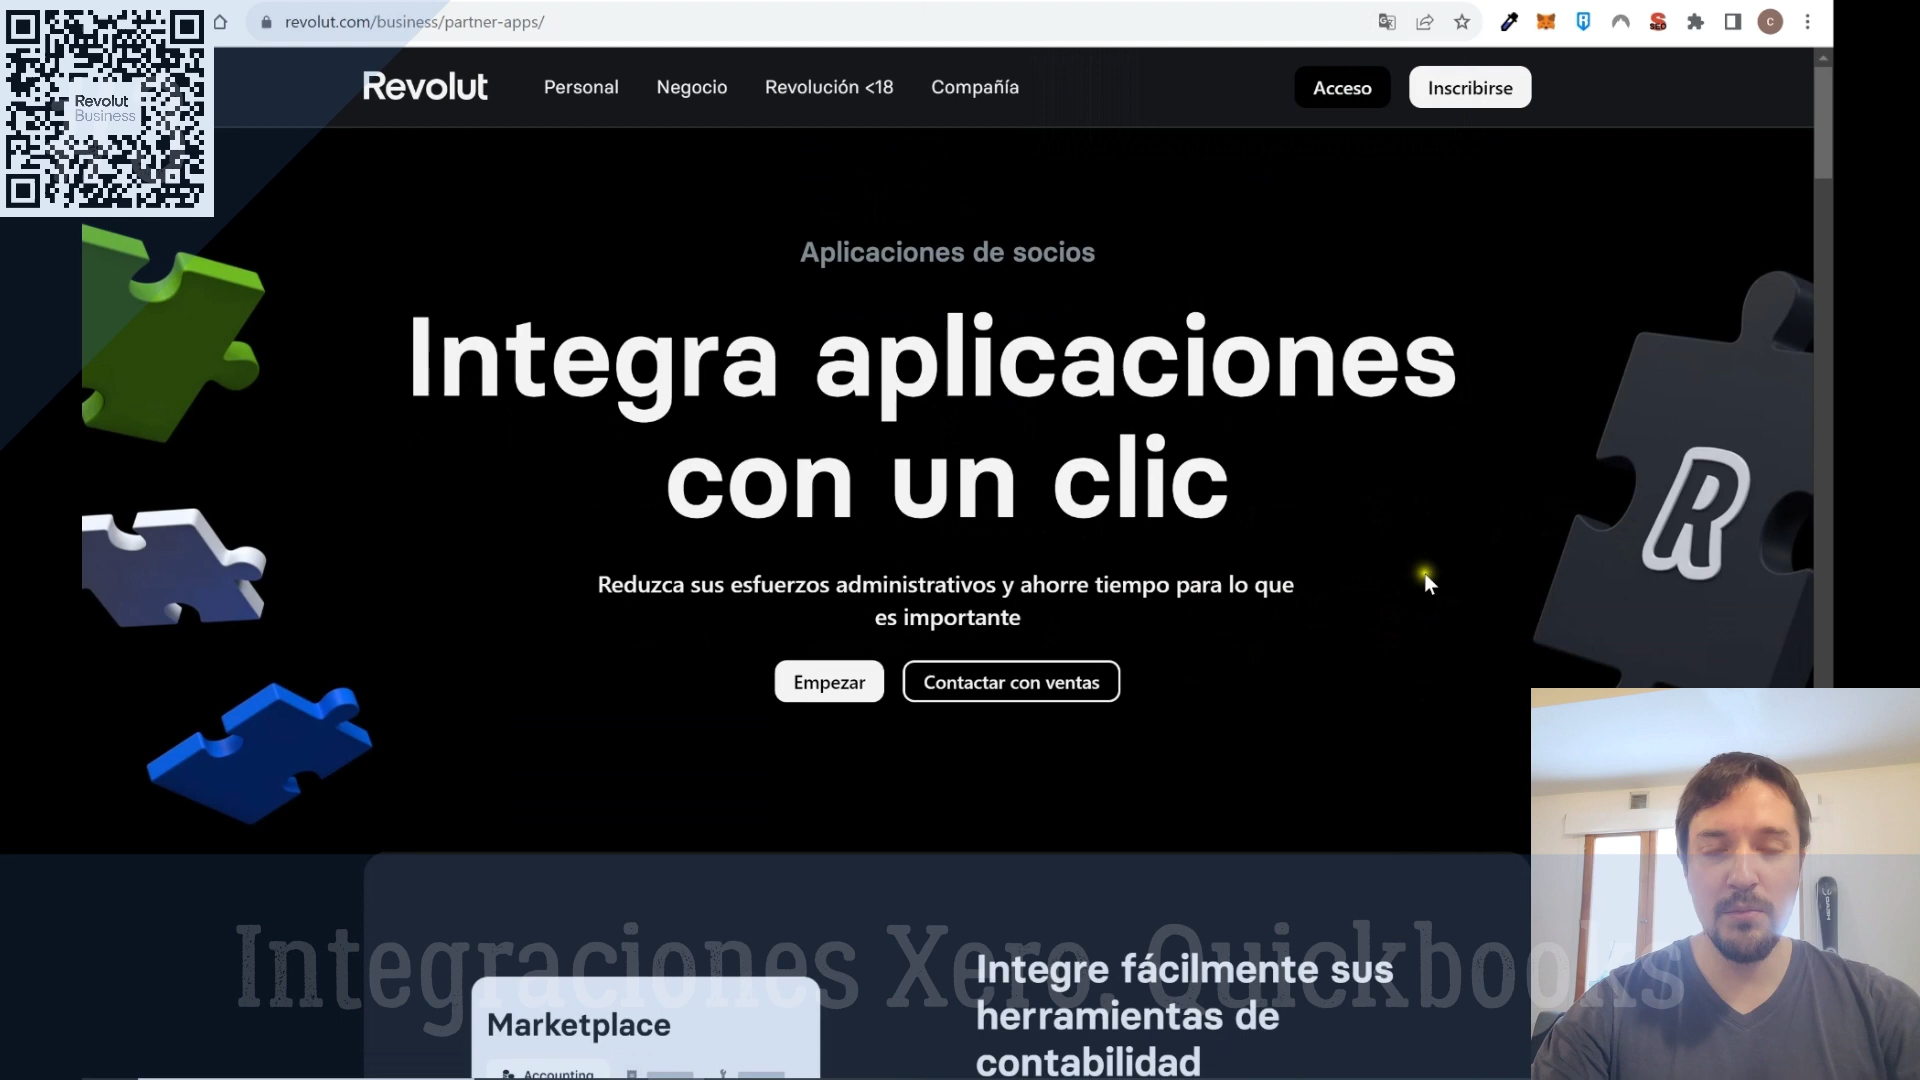 revolut.com/business/partner-apps/
Revolut
Business
Revolut
Personal
Negocio
Revolución <18
Compañía
Acceso
Inscribirse
Aplicaciones de socios
Integra aplicaciones
con un clic
Reduzca sus esfuerzos administrativos y ahorre tiempo para lo que
es importante
Empezar
Contactar con ventas
R
Integraciones Xero, Quickbooks
Marketplace
Accounting
Integre fácilmente sus
herramientas de
contabilidad
SEO
C
DASH